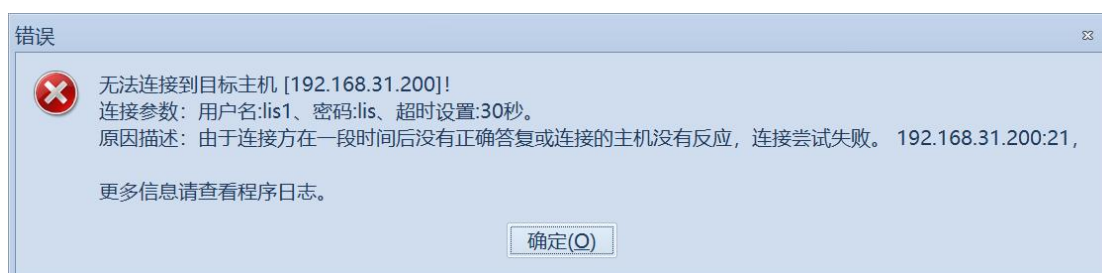 错误
无法连接到目标主机 [192.168.31.200]!
连接参数：用户名:lis1、密码:lis、超时设置:30秒。
原因描述：由于连接方在一段时间后没有正确答复或连接的主机没有反应，连接尝试失败。 192.168.31.200:21，
更多信息请查看程序日志。
确定(O)